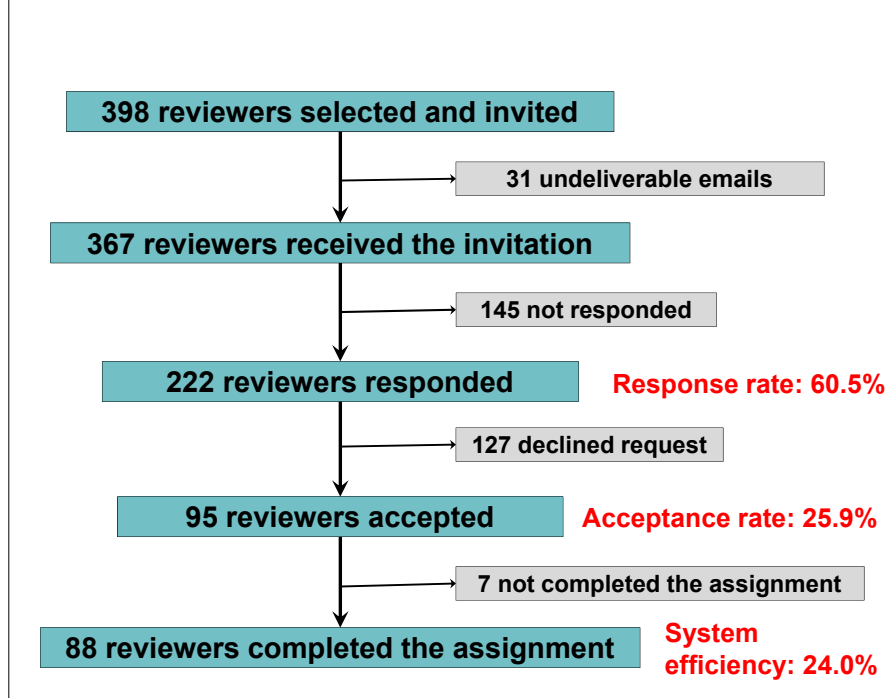 398 reviewers selected and invited
31 undeliverable emails
367 reviewers received the invitation
145 not responded
222 reviewers responded
Response rate: 60.5%
127 declined request
95 reviewers accepted
Acceptance rate: 25.9%
7 not completed the assignment
88 reviewers completed the assignment
System
efficiency: 24.0%